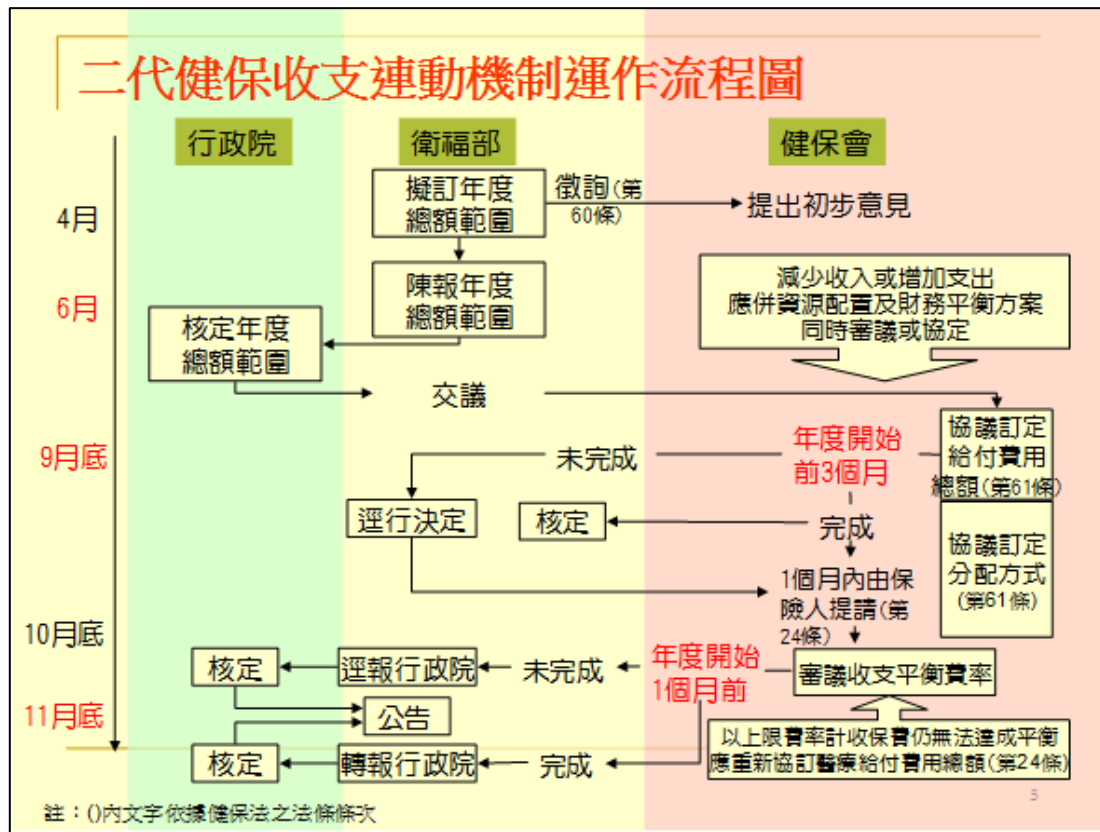 二代健保收支連動機制運作流程圖
行政院
衛福部
健保會
4月
擬訂年度
總額範圍
徵詢(第
60條)
提出初步意見
6月
陳報年度
總額範圍
減少收入或增加支出
應併資源配置及財務平衡方案
同時審議或協定
核定年度
總額範圍
交議
9月底
未完成
年度開始
前3個月
協議訂定
給付費用
總額(第61條)
逕行決定
核定
完成
協議訂定
分配方式
(第61條)
1個月內由保
險人提請(第
24條)
10月底
核定
逕報行政院
未完成
年度開始
1個月前
審議收支平衡費率
11月底
公告
以上限費率計收保費仍無法達成平衡
應重新協訂醫療給付費用總額(第24條)
核定
轉報行政院
完成
5
註：()內文字依據健保法之法條條次